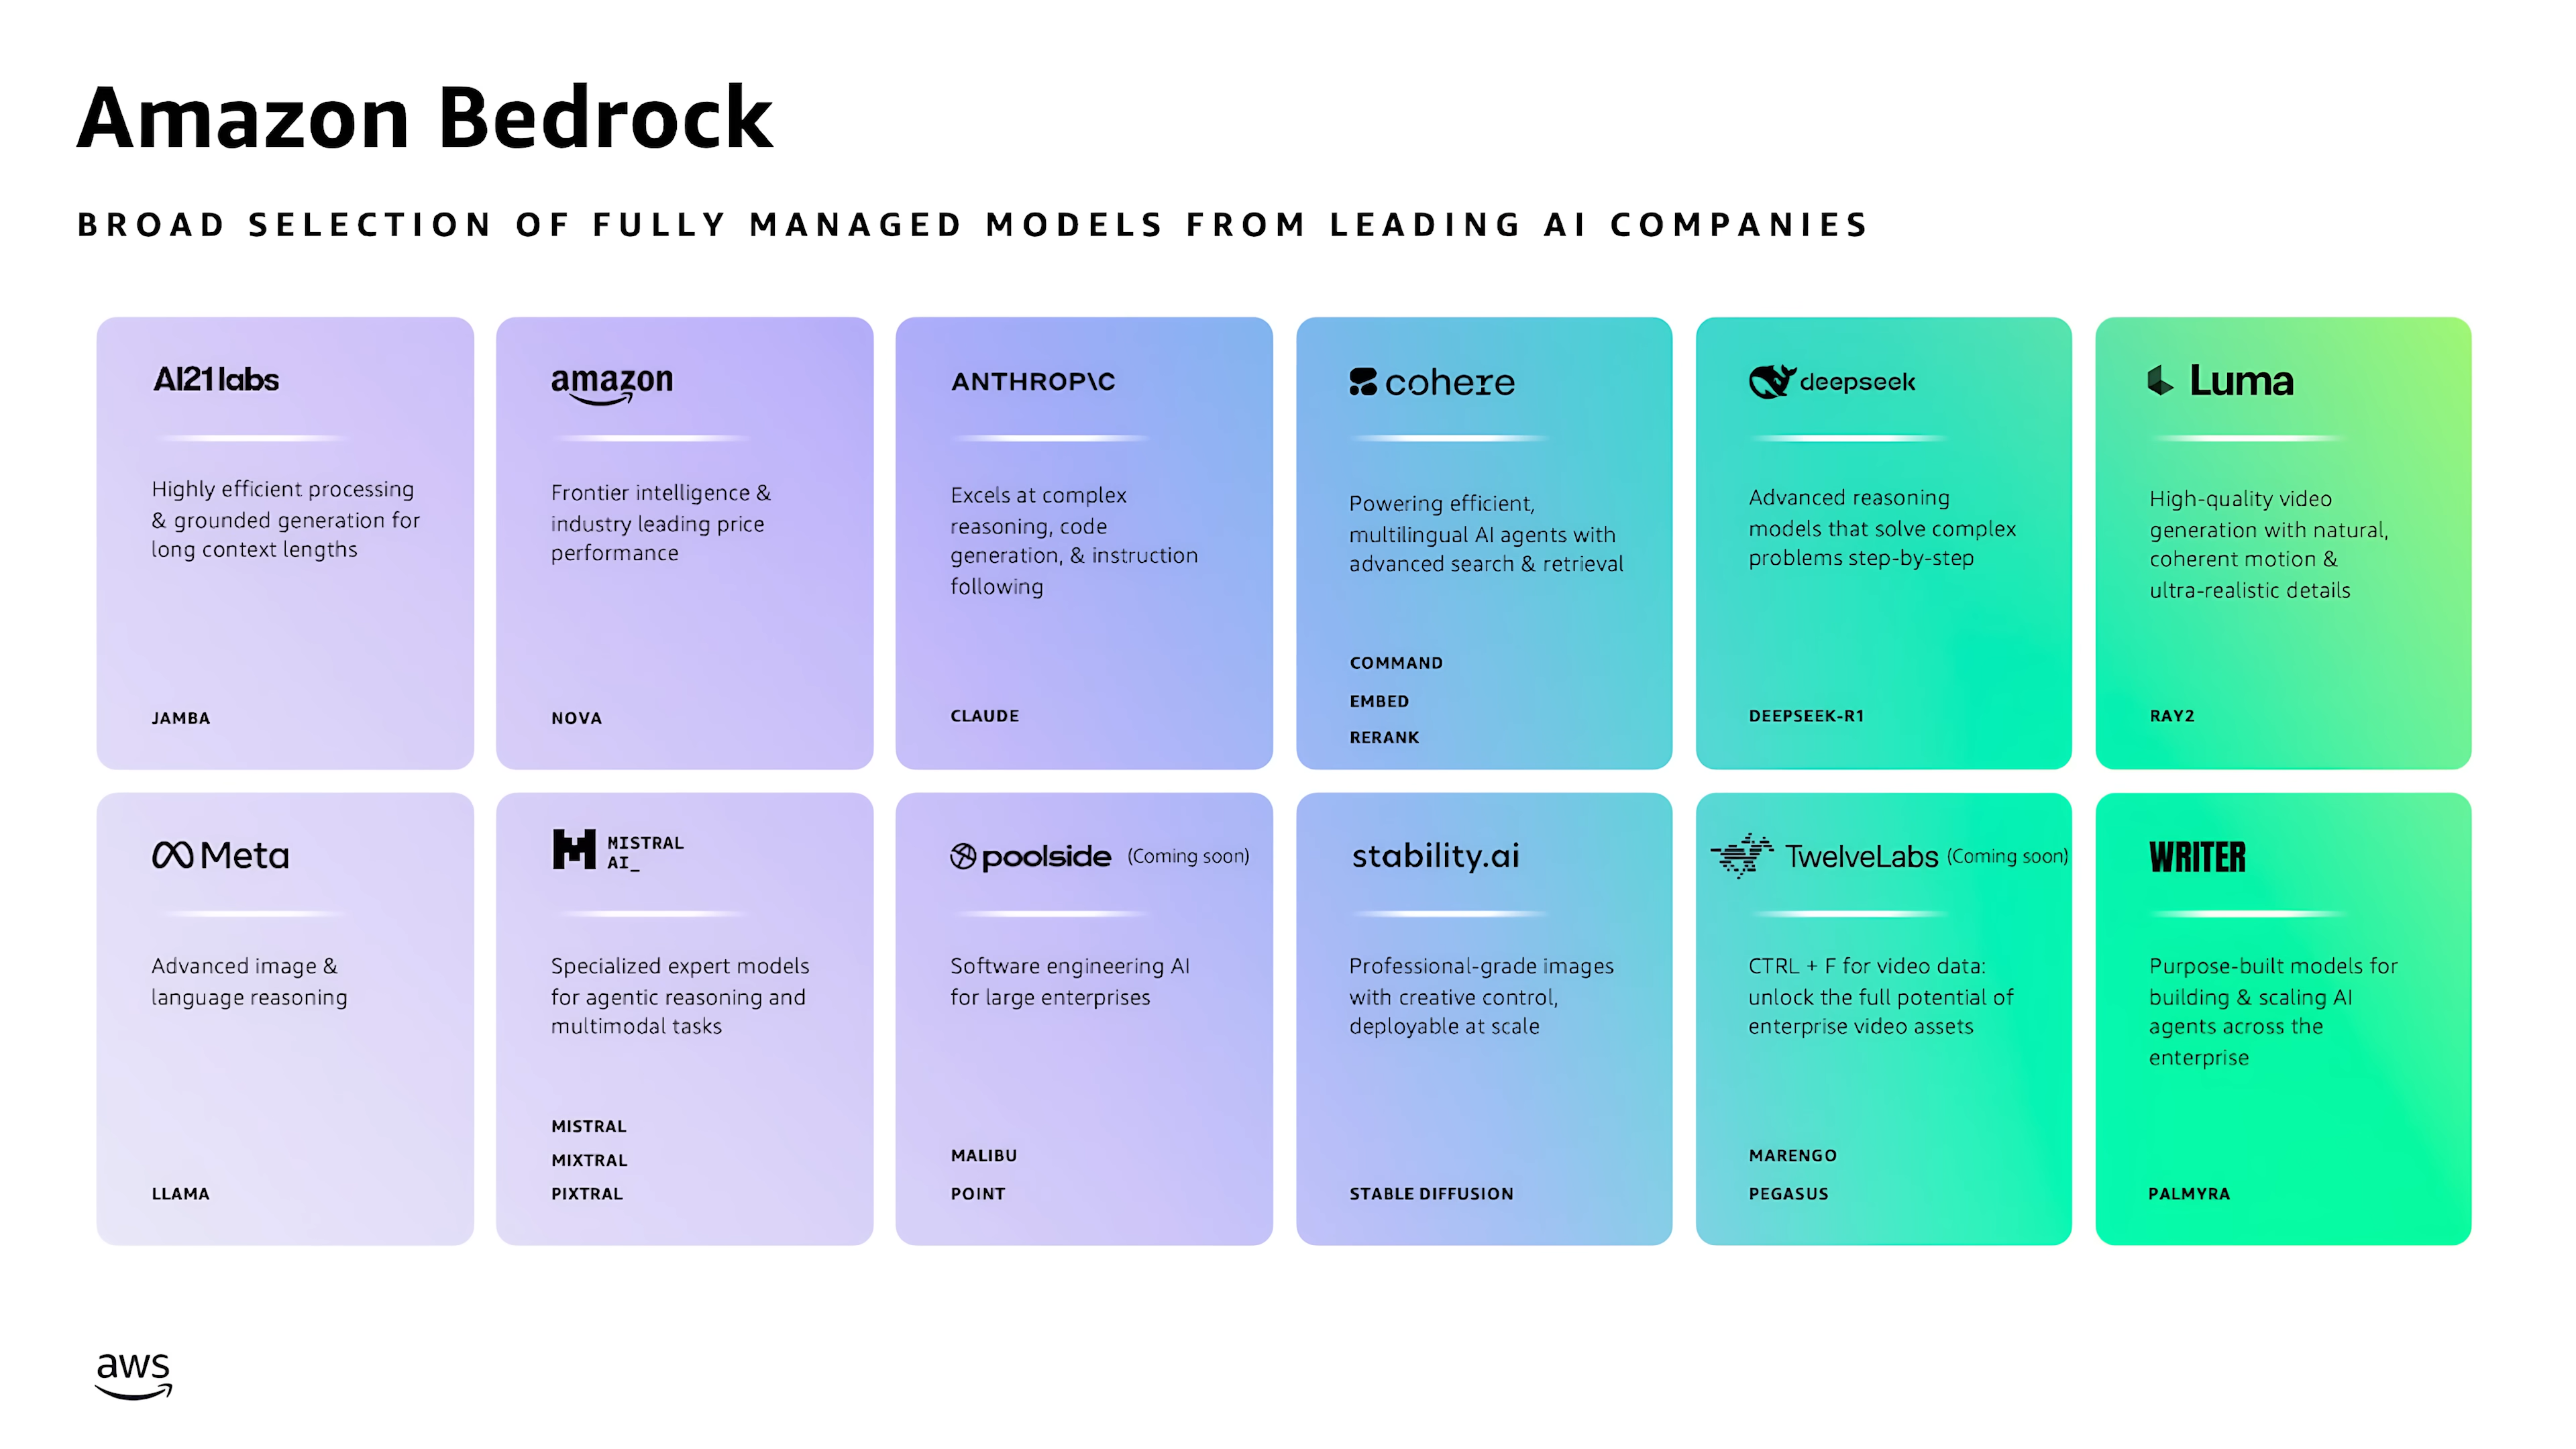 Amazon Bedrock
BROAD SELECTION OF FULLY MANAGED MODELS FROM LEADING AI COMPANIES
AI21labs
Highly efficient processing
& grounded generation for
long context lengths
JAMBA
amazon
Frontier intelligence &
industry leading price
performance
NOVA
ANTHROP\C
Excels at complex
reasoning, code
generation, & instruction
following
CLAUDE
cohere
Powering efficient,
multilingual AI agents with
advanced search & retrieval
COMMAND
EMBED
RERANK
deepseek
Advanced reasoning
models that solve complex
problems step-by-step
DEEPSEEK-R1
Luma
High-quality video
generation with natural,
coherent motion &
ultra-realistic details
RAY2
Meta
Advanced image &
language reasoning
LLAMA
MISTRAL
AI_
Specialized expert models
for agentic reasoning and
multimodal tasks
MISTRAL
MIXTRAL
PIXTRAL
poolside (Coming soon)
Software engineering AI
for large enterprises
MALIBU
POINT
stability.ai
Professional-grade images
with creative control,
deployable at scale
STABLE DIFFUSION
TwelveLabs (Coming soon)
CTRL + F for video data:
unlock the full potential of
enterprise video assets
MARENGO
PEGASUS
WRITER
Purpose-built models for
building & scaling AI
agents across the
enterprise
PALMYRA
aws